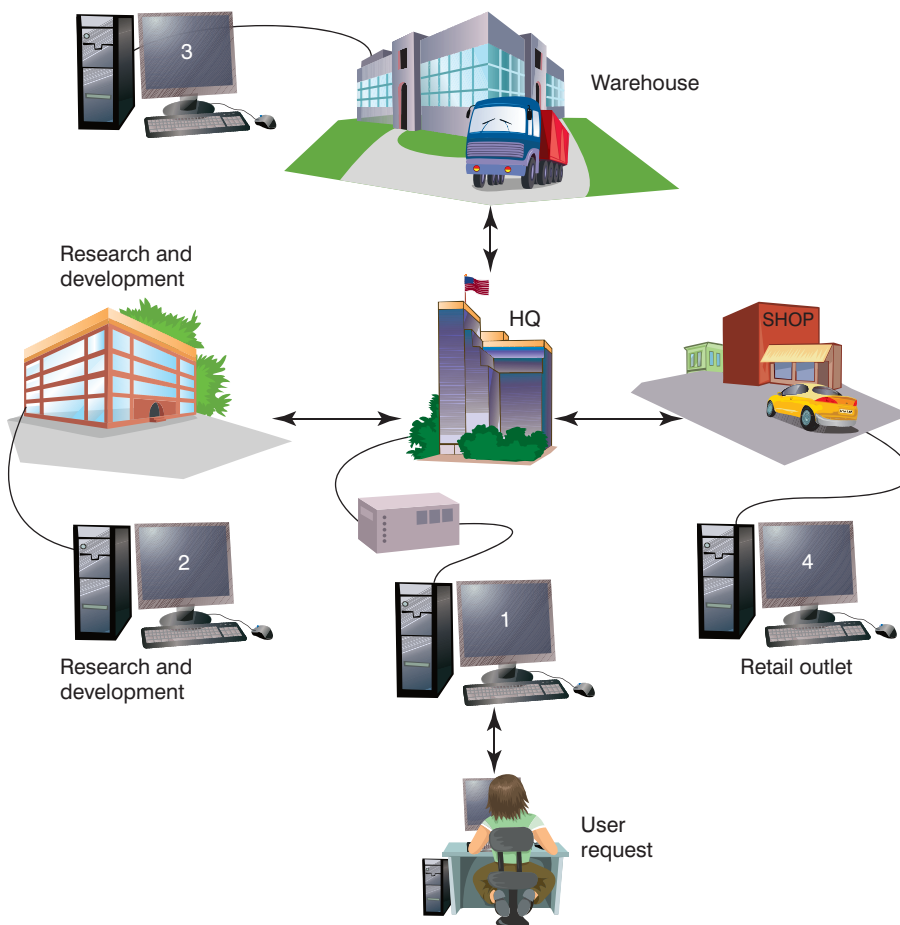 3
Warehouse
Research and
development
HQ
SHOP
2
1
4
Research and
development
Retail outlet
User
request